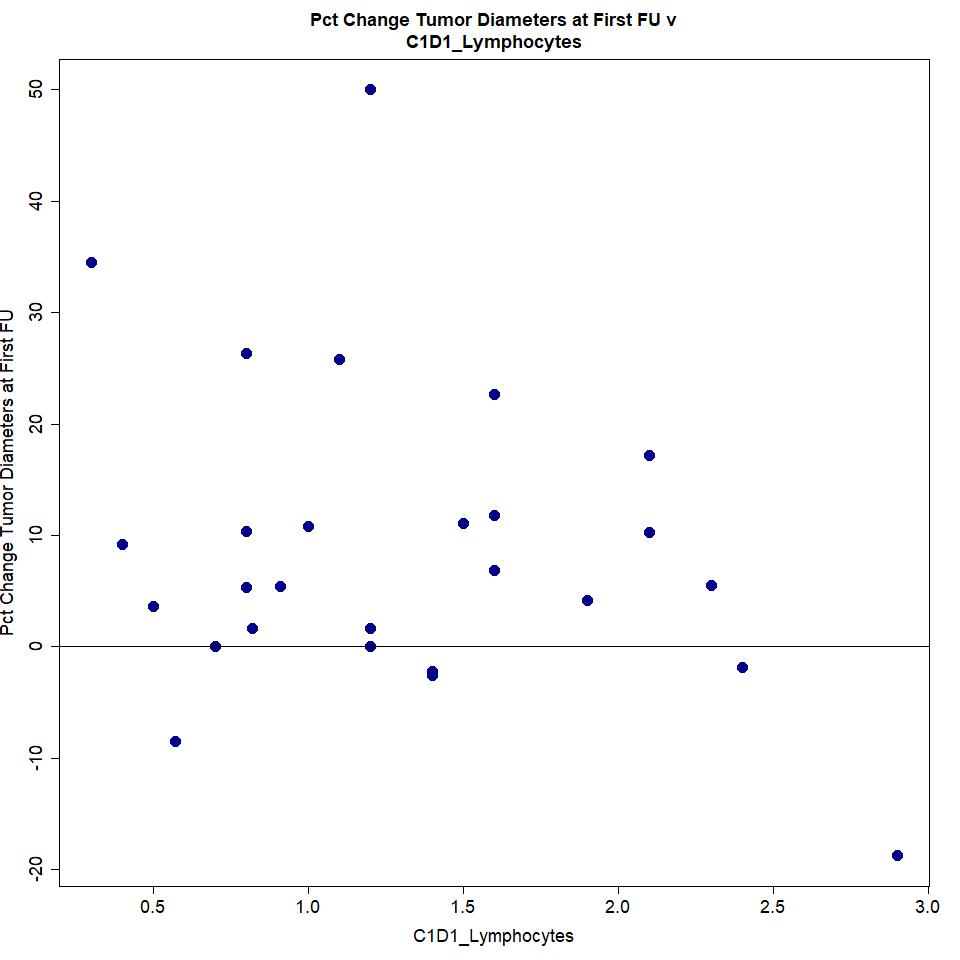 Pct Change Tumor Diameters at First FU v
C1D1_Lymphocytes
Pct Change Tumor Diameters at First FU
50
40
30
20
10
0
-10
-20
0.5 1.0 1.5 2.0 2.5 3.0
C1D1_Lymphocytes